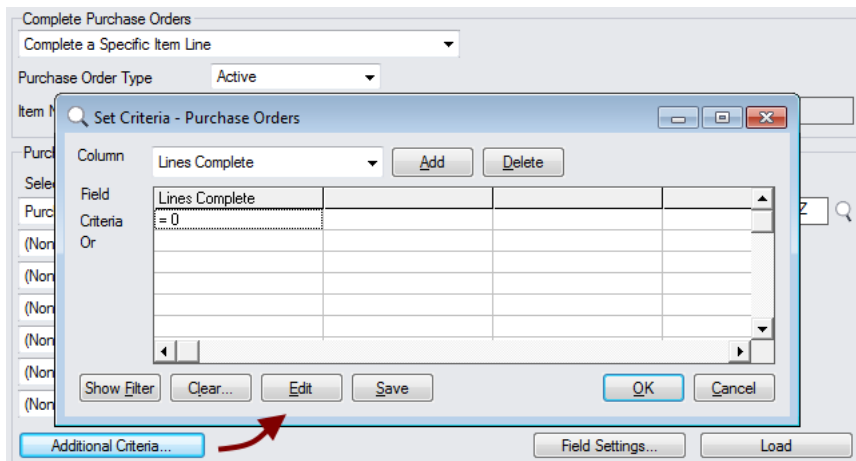 Complete Purchase Orders
Complete a Specific Item Line
Purchase Order Type Active
Item
Set Criteria - Purchase Orders
Column Lines Complete Add Delete
Field Lines Complete
Criteria = 0
Or
Purc
(Non
(Non
(Non
(Non
(Non
(Non
Z
Show Filter Clear... Edit Save OK Cancel
Additional Criteria... Field Settings... Load